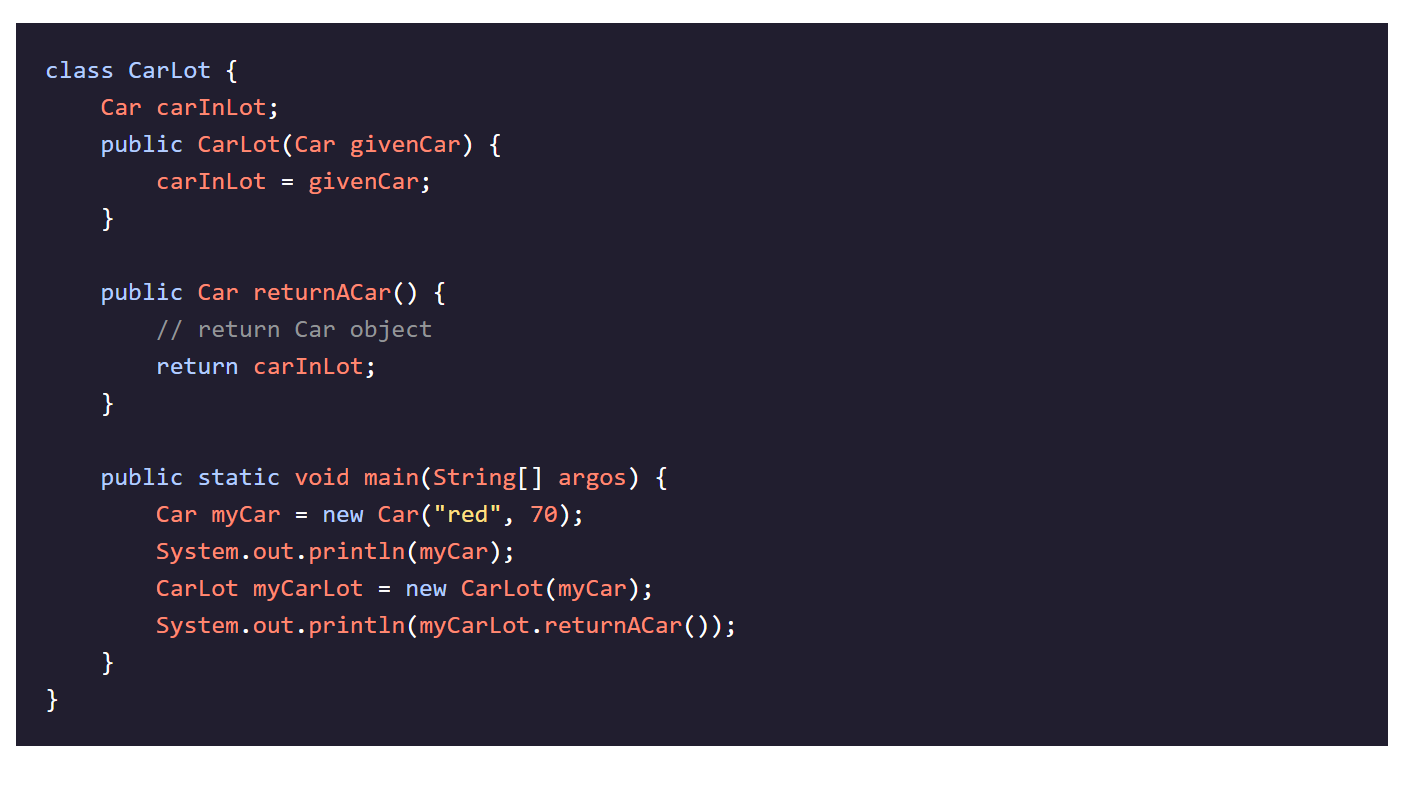 class CarLot {
    Car carInLot;
    public CarLot(Car givenCar) {
        carInLot = givenCar;
    }

    public Car returnACar() {
        // return Car object
        return carInLot;
    }

    public static void main(String[] argos) {
        Car myCar = new Car("red", 70);
        System.out.println(myCar);
        CarLot myCarLot = new CarLot(myCar);
        System.out.println(myCarLot.returnACar());
    }
}